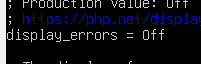 ; Production Value: Off
; https://php.net/displa
display_errors = Off